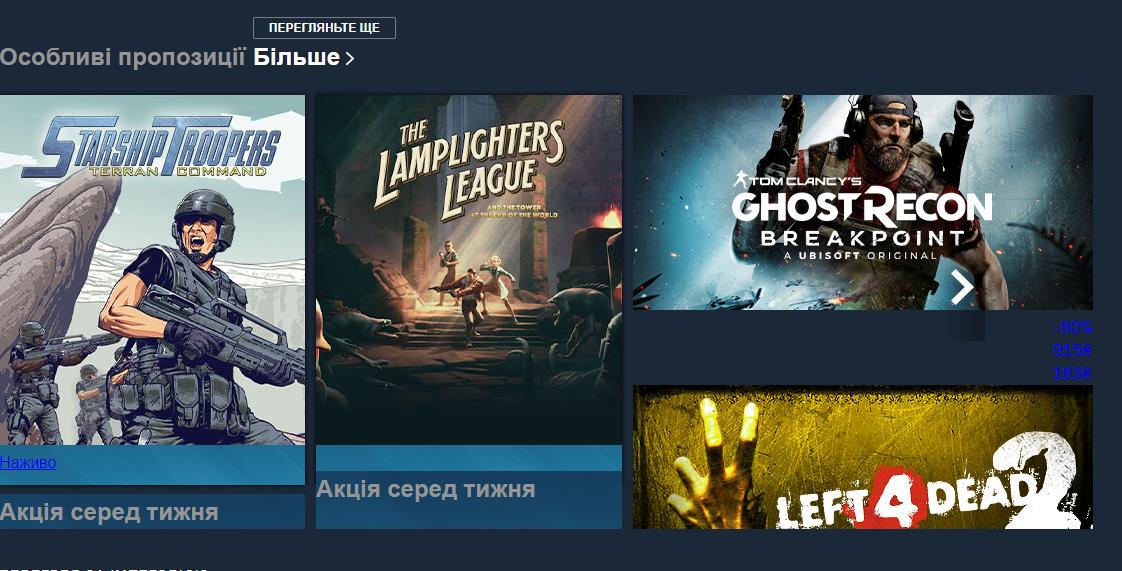 ПЕРЕГЛЯНЬТЕ ЩЕ
Особливі пропозиції Більше
STARSHIP TROOPERS
TERRAN COMMAND
Наживо
Акція серед тижня
THE
LAMPLIGHTERS
LEAGUE
AND THE TOWER
AT THE END OF THE WORLD
Акція серед тижня
TOM CLANCY'S
GHOST RECON
BREAKPOINT
A UBISOFT ORIGINAL
-80%
915₴
183₴
LEFT 4 DEAD 2